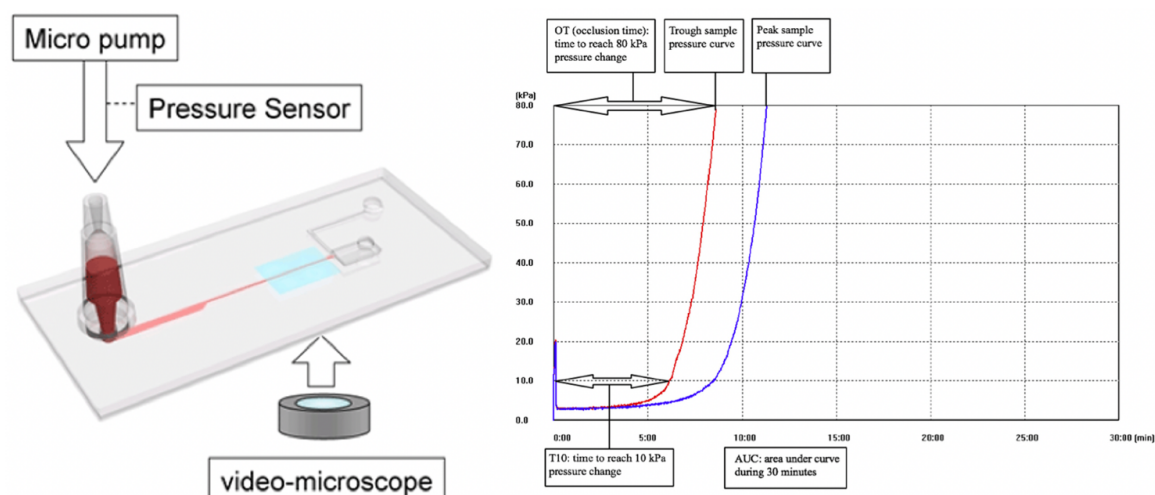 Micro pump
Pressure Sensor
video-microscope
OT (occlusion time):
time to reach 80 kPa
pressure change
Trough sample
pressure curve
Peak sample
pressure curve
[kPa]
80.0
70.0
60.0
50.0
40.0
30.0
20.0
10.0
0.0
0:00 5:00 10:00 15:00 20:00 25:00 30:00 [min]
T10: time to reach 10 kPa
pressure change
AUC: area under curve
during 30 minutes